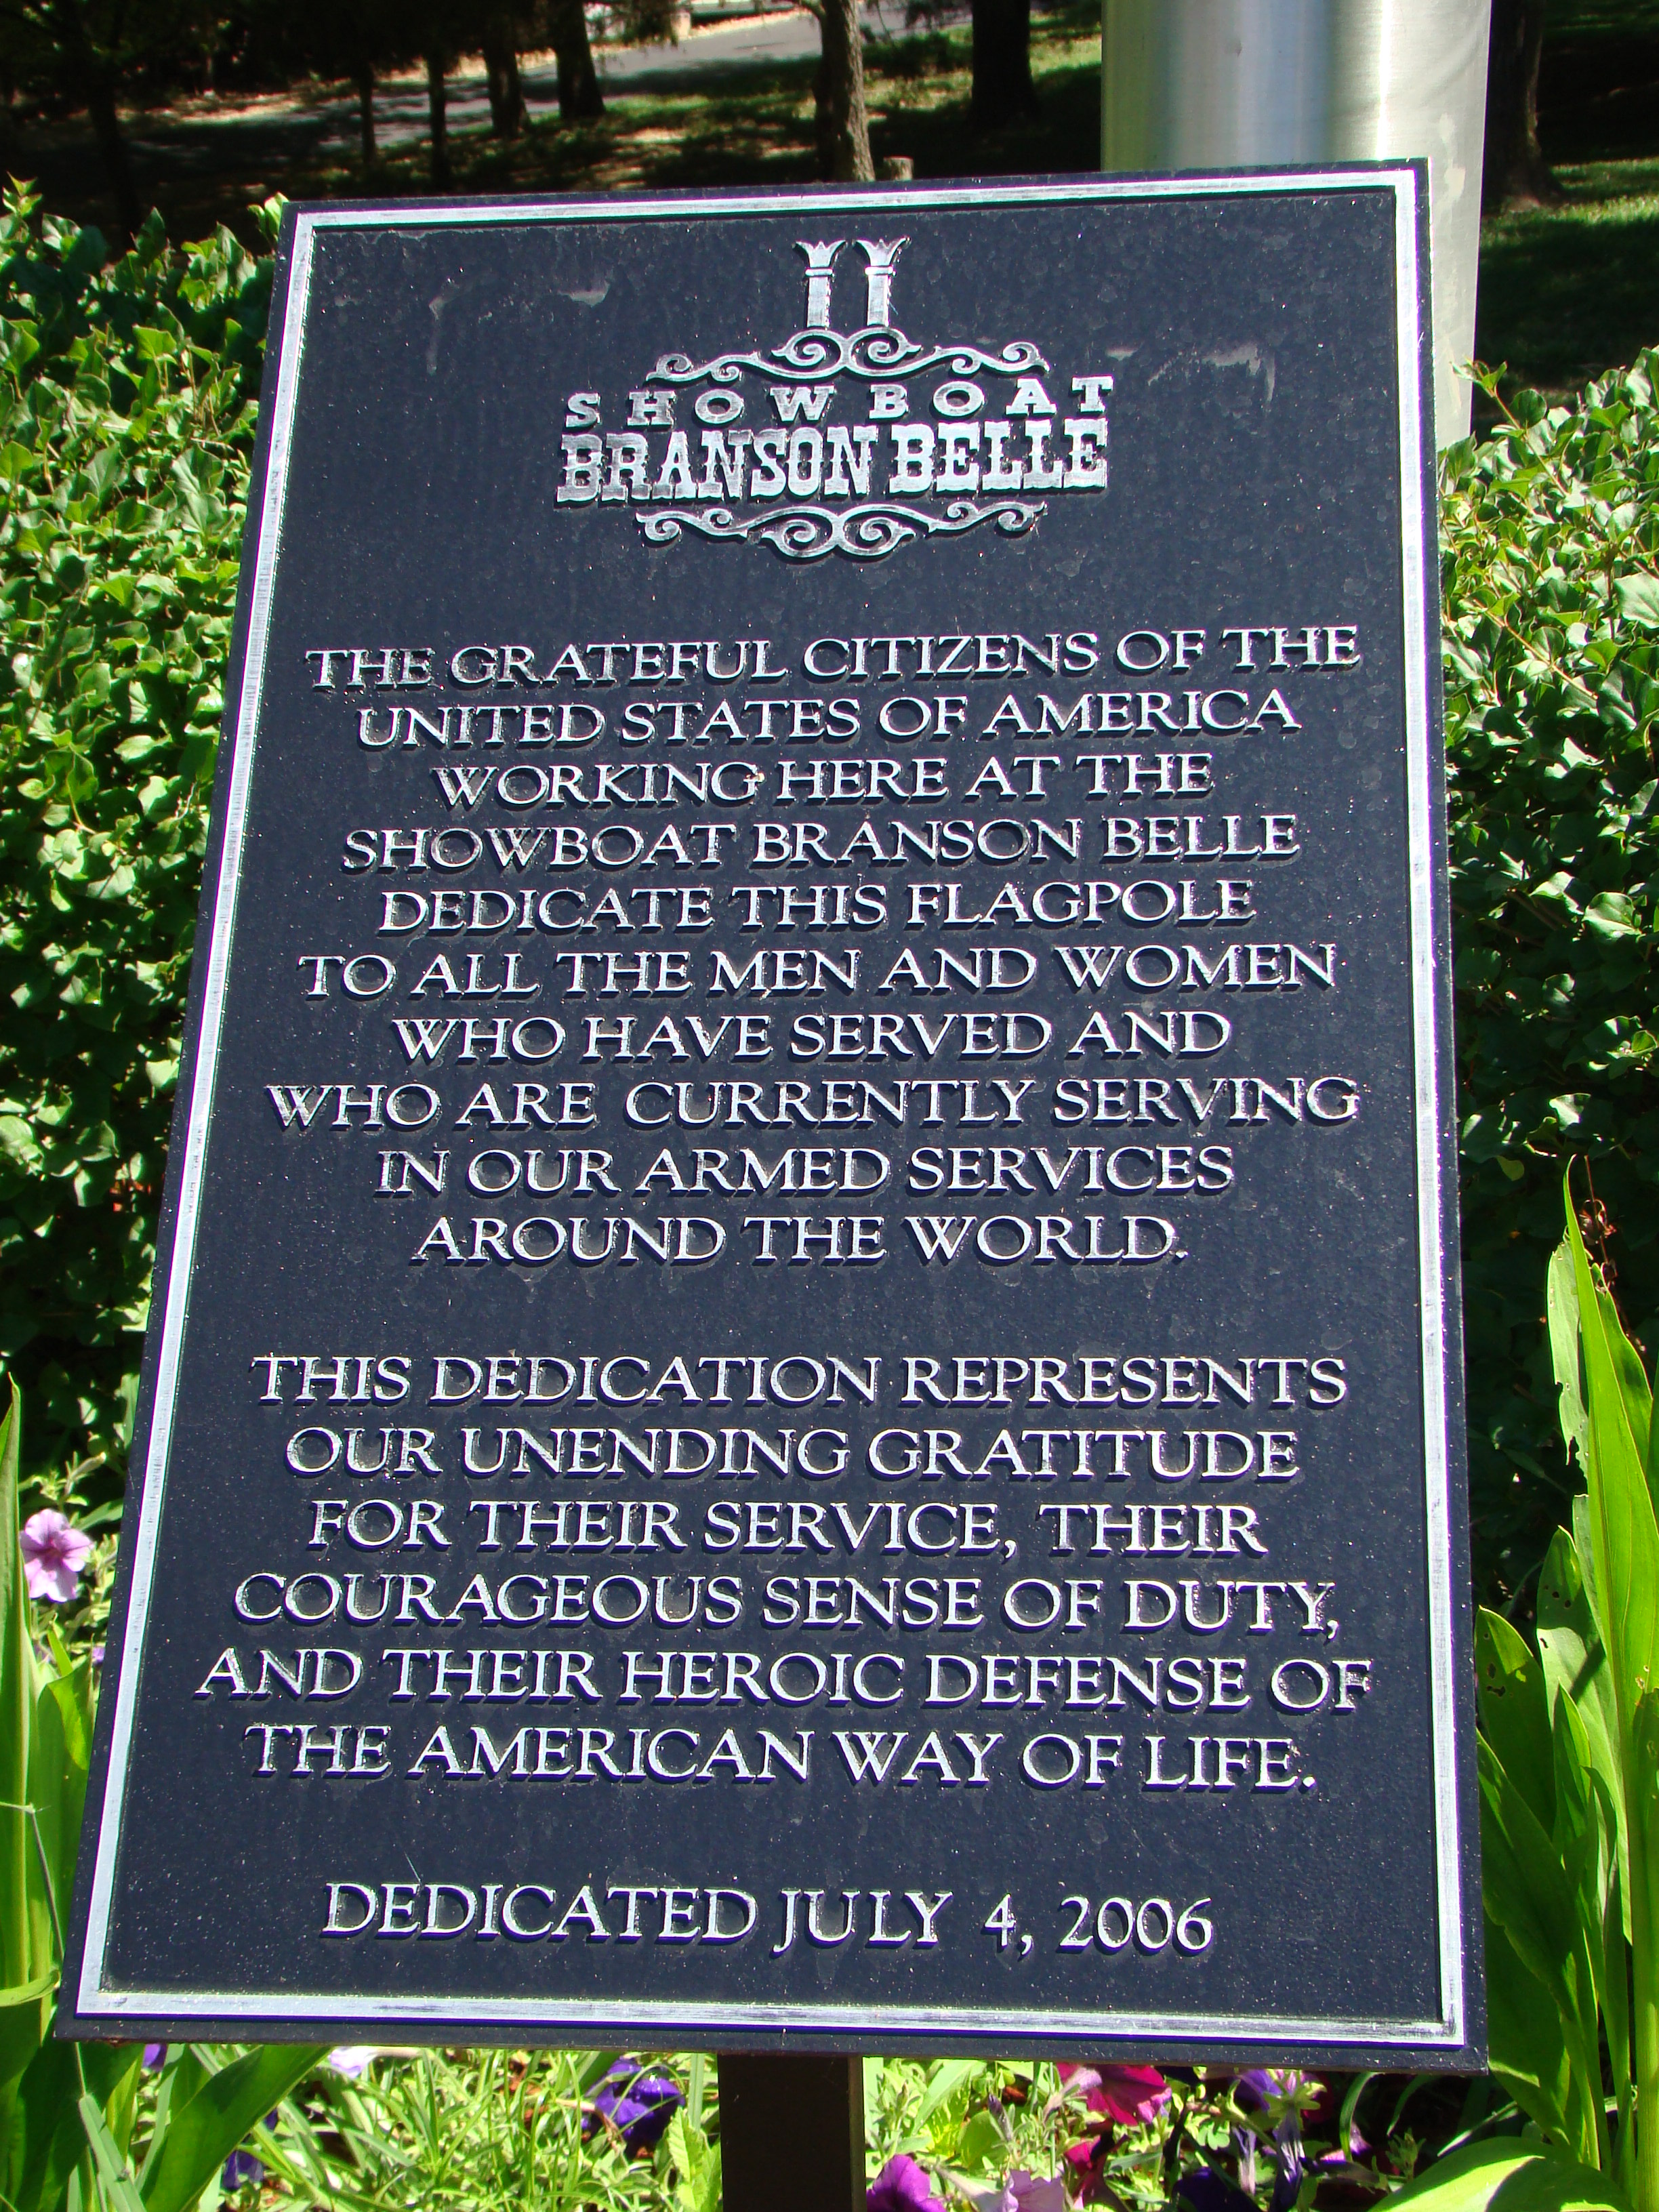 SHOWBOAT
BRANSON BELLE
THE GRATEFUL CITIZENS OF THE
UNITED STATES OF AMERICA
WORKING HERE AT THE
SHOWBOAT BRANSON BELLE
DEDICATE THIS FLAGPOLE
TO ALL THE MEN AND WOMEN
WHO HAVE SERVED AND
WHO ARE CURRENTLY SERVING
IN OUR ARMED SERVICES
AROUND THE WORLD.
THIS DEDICATION REPRESENTS
OUR UNENDING GRATITUDE
FOR THEIR SERVICE, THEIR
COURAGEOUS SENSE OF DUTY,
AND THEIR HEROIC DEFENSE OF
THE AMERICAN WAY OF LIFE.
DEDICATED JULY 4, 2006